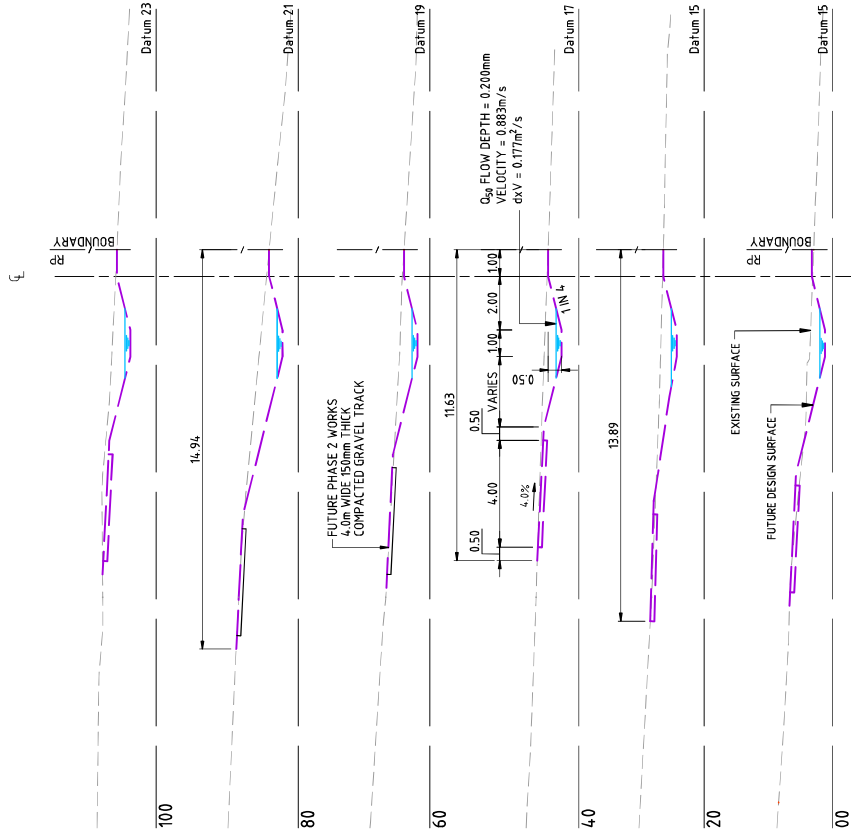 Datum 23
Datum 21
Datum 19
Datum 17
Datum 15
Datum 15
℄
RP
BOUNDARY
14.94
FUTURE PHASE 2 WORKS
4.0m WIDE 150mm THICK
COMPACTED GRAVEL TRACK
11.63
0.50
4.00
0.50
VARIES
1.00
2.00
1.00
4.0%
0.50
1 IN 4
Q50 FLOW DEPTH = 0.200mm
VELOCITY = 0.883m/s
dxV = 0.177m²/s
13.89
RP
BOUNDARY
EXISTING SURFACE
FUTURE DESIGN SURFACE
100
80
60
40
20
00